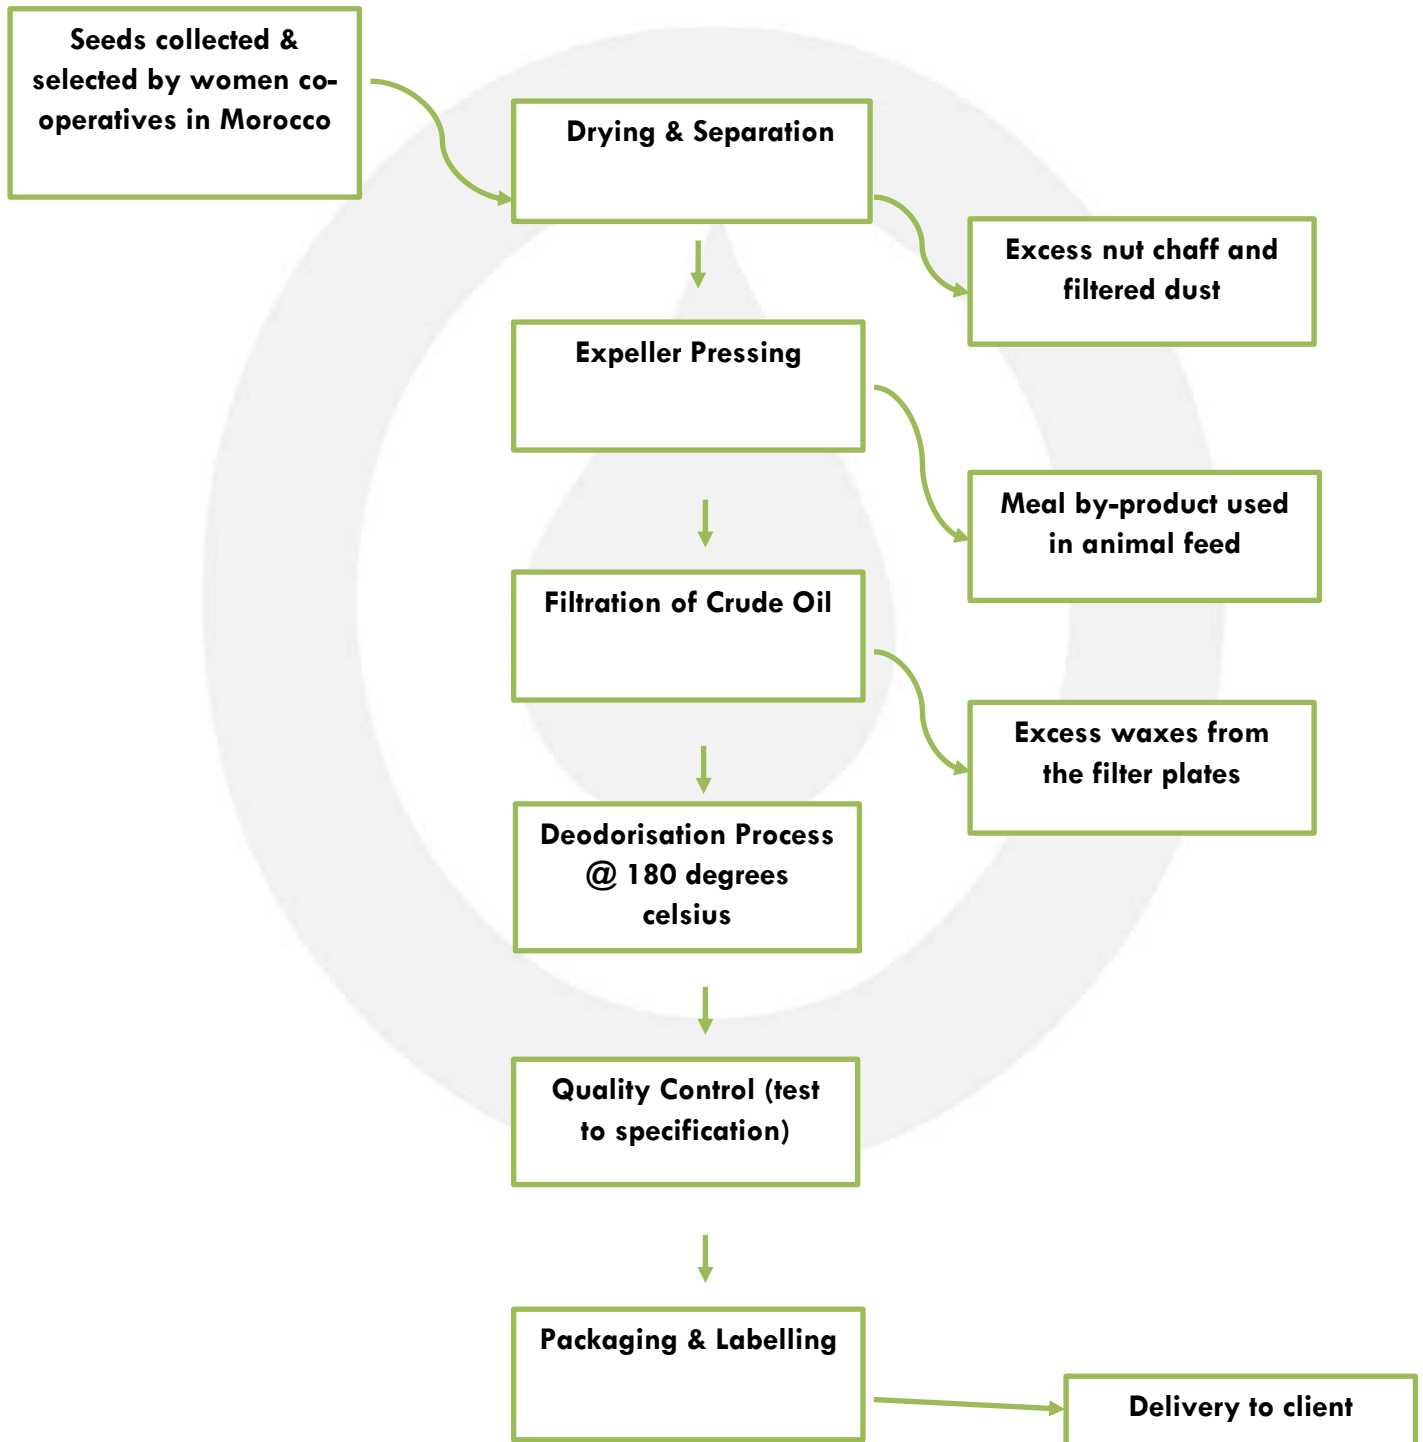 Seeds collected &
selected by women co-
operatives in Morocco
Drying & Separation
Excess nut chaff and
filtered dust
Expeller Pressing
Meal by-product used
in animal feed
Filtration of Crude Oil
Excess waxes from
the filter plates
Deodorisation Process
@ 180 degrees
celsius
Quality Control (test
to specification)
Packaging & Labelling
Delivery to client